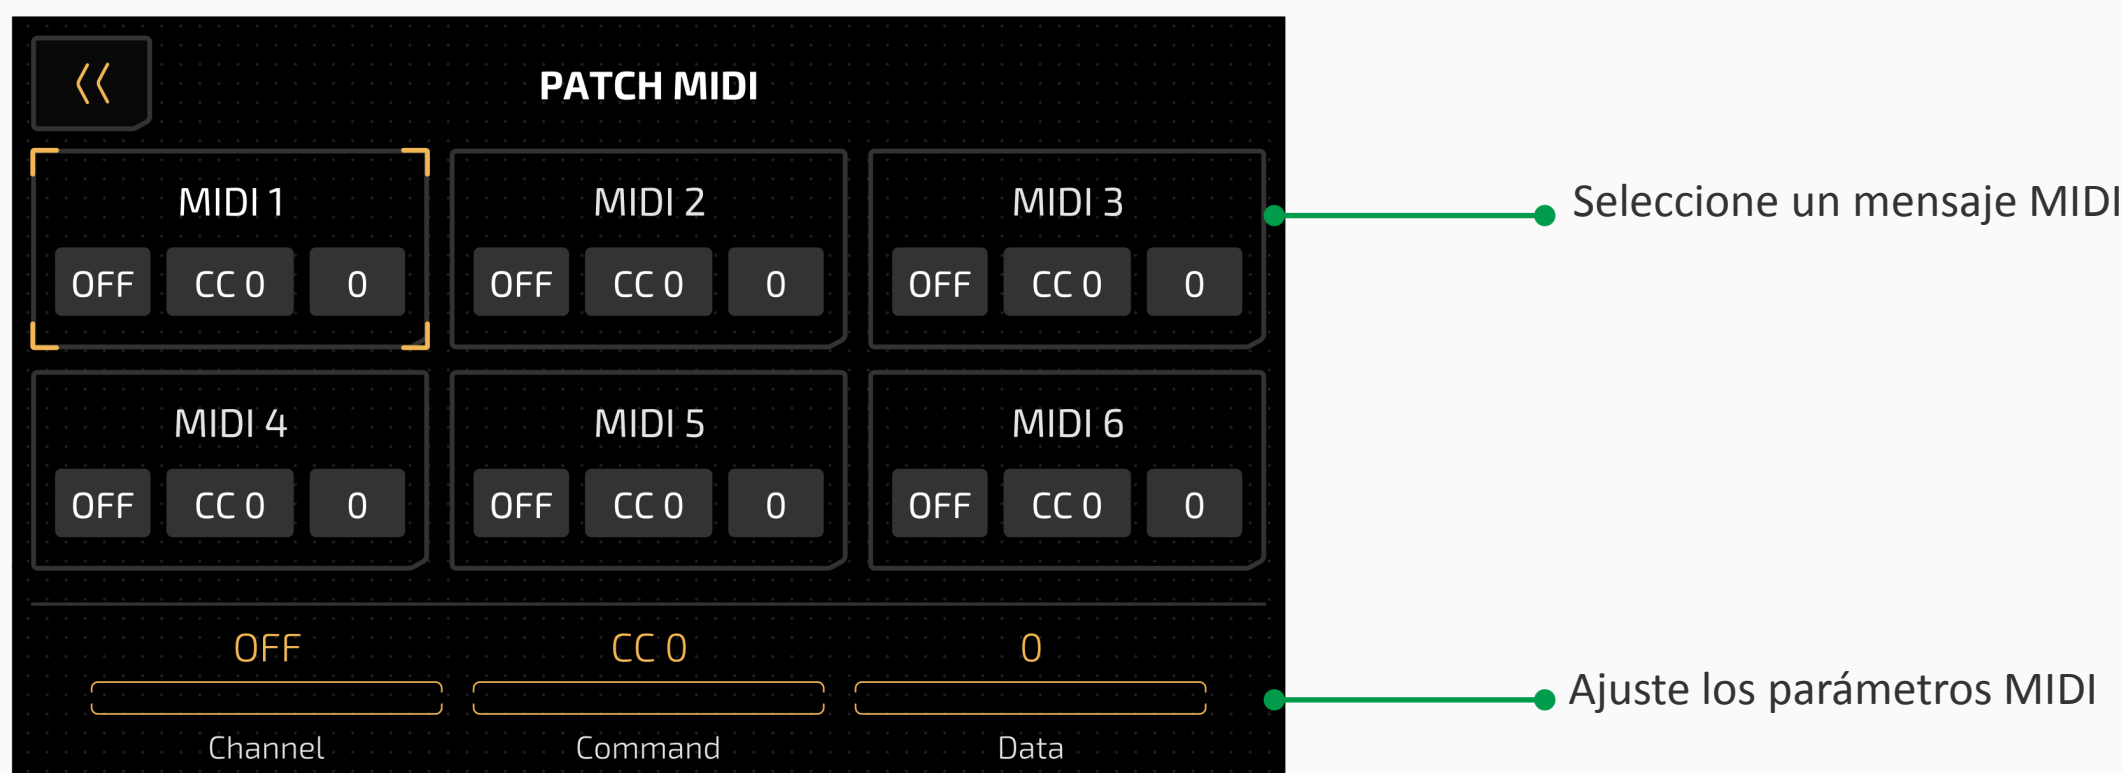 PATCH MIDI
MIDI 1
OFF CC 0 0
MIDI 2
OFF CC 0 0
MIDI 3
OFF CC 0 0
Seleccione un mensaje MIDI
MIDI 4
OFF CC 0 0
MIDI 5
OFF CC 0 0
MIDI 6
OFF CC 0 0
OFF CC 0 0
Channel Command Data
Ajuste los parámetros MIDI